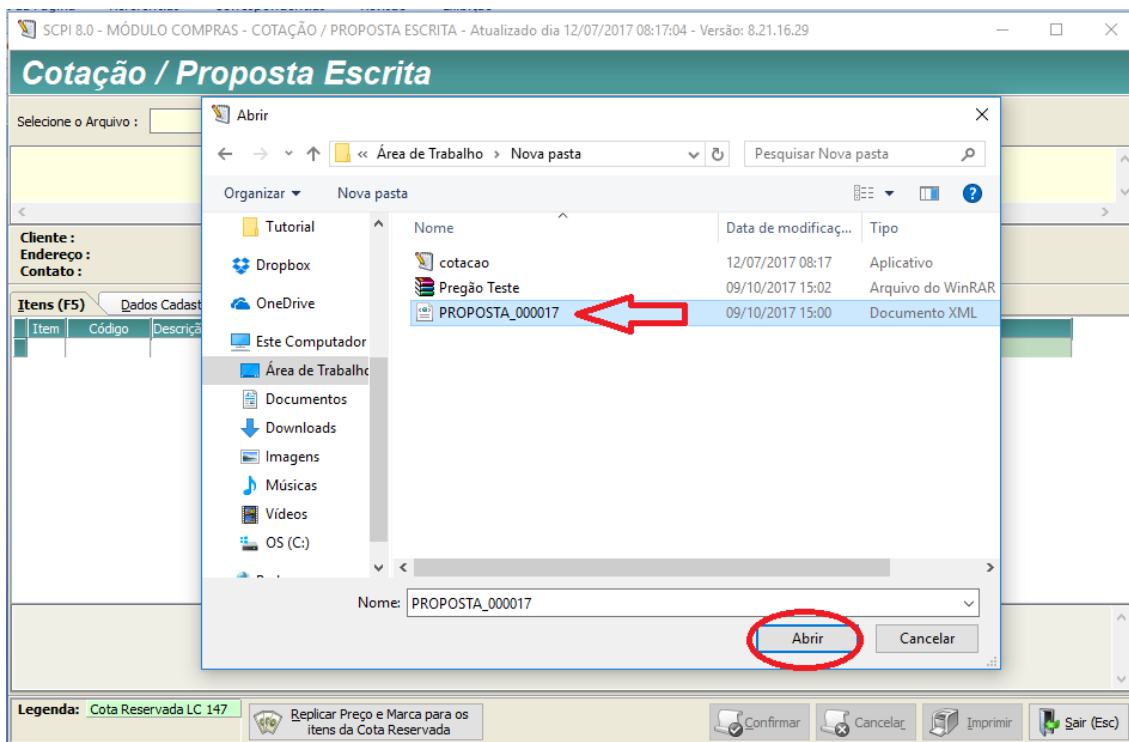 SCPI 8.0 - MÓDULO COMPRAS - COTAÇÃO / PROPOSTA ESCRITA - Atualizado dia 12/07/2017 08:17:04 - Versão: 8.21.16.29
Cotação / Proposta Escrita
Selecione o Arquivo :
Abrir
« Área de Trabalho > Nova pasta
Pesquisar Nova pasta
Organizar Nova pasta
Nome Data de modificaç... Tipo
Tutorial
Dropbox
OneDrive
Este Computador
Área de Trabalho
Documentos
Downloads
Imagens
Músicas
Vídeos
OS (C:)
cotacao 12/07/2017 08:17 Aplicativo
Pregão Teste 09/10/2017 15:02 Arquivo do WinRAR
PROPOSTA_000017 09/10/2017 15:00 Documento XML
Nome: PROPOSTA_000017
Abrir Cancelar
Cliente :
Endereço :
Contato :
Itens (F5) Dados Cadast
Item Código Descriçã
Legenda: Cota Reservada LC 147
Replicar Preço e Marca para os
itens da Cota Reservada
Confirmar Cancelar Imprimir Sair (Esc)